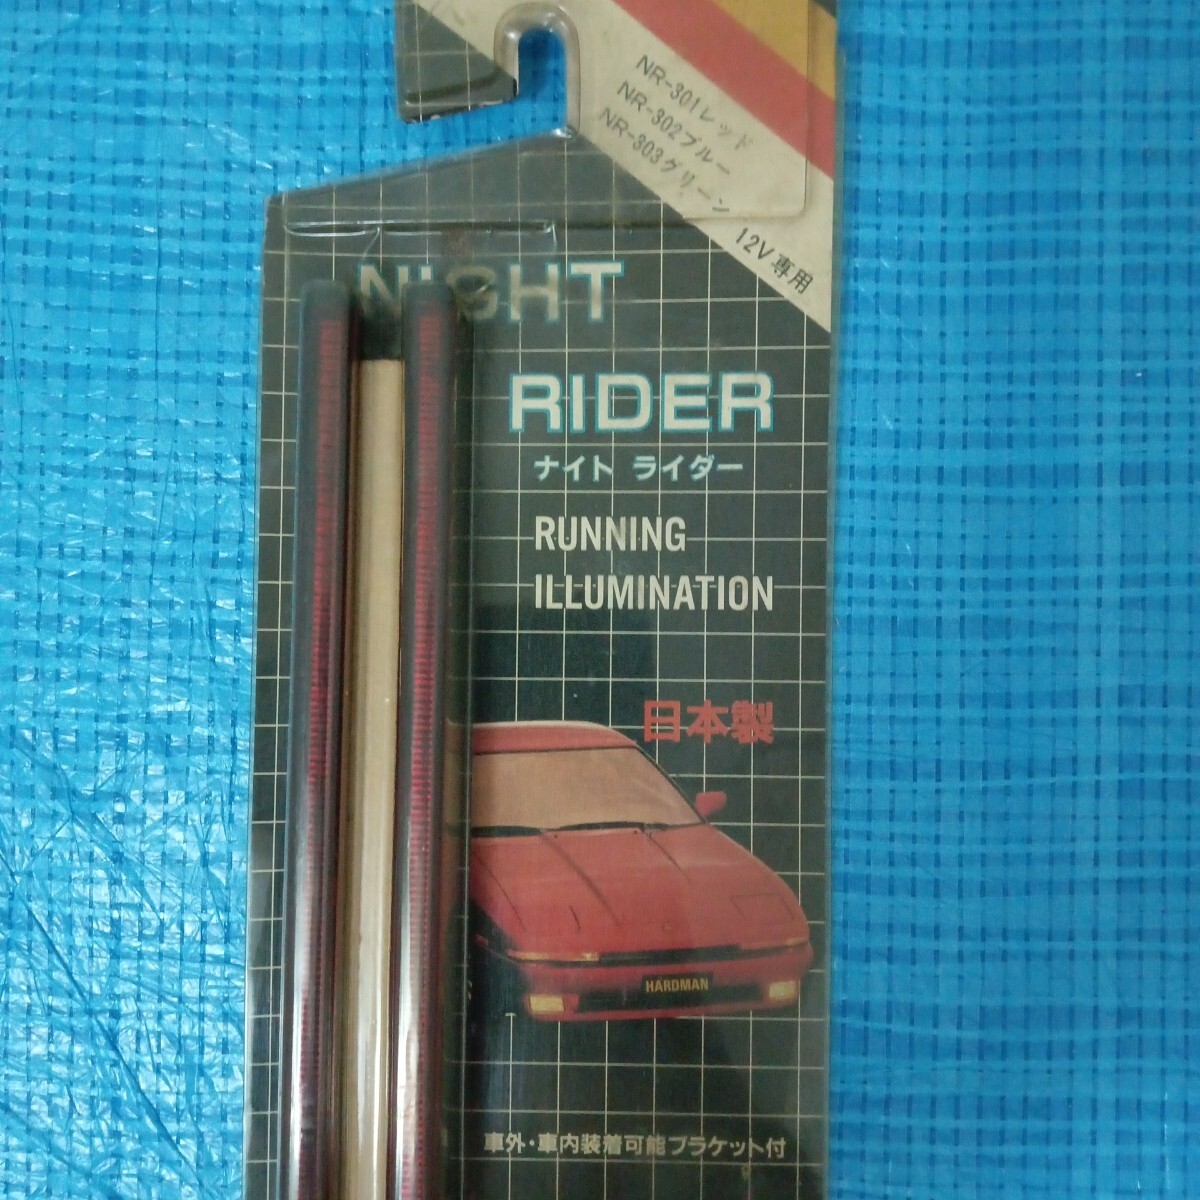 NR-301レッド
NR-302ブルー
NR-303グリーン
12V専用
NIGHT
RIDER
ナイト ライダー
RUNNING
ILLUMINATION
日本製
HARDMAN
車外・車内装着可能ブラケット付